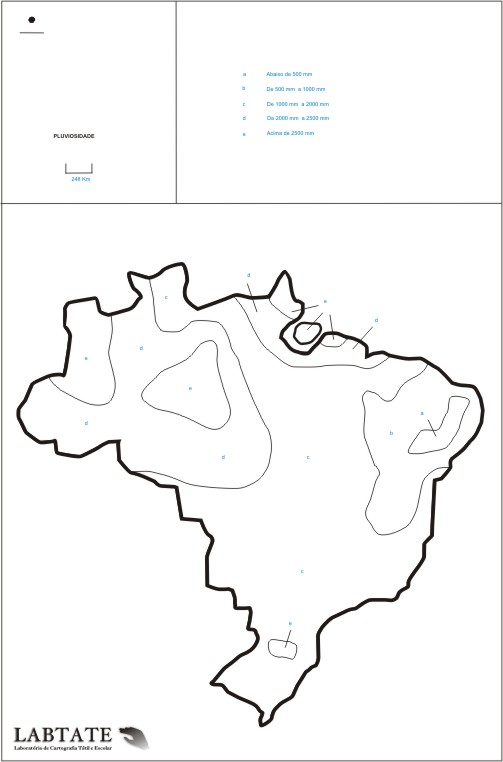 PLUVIOSIDADE
248 Km
a Abaixo de 500 mm
b De 500 mm a 1000 mm
c De 1000 mm a 2000 mm
d De 2000 mm a 2500 mm
e Acima de 2500 mm
d
c
e
d
d
e
e
a
d
b
d
c
c
e
LABTATE
Laboratório de Cartografia Tátil e Escolar